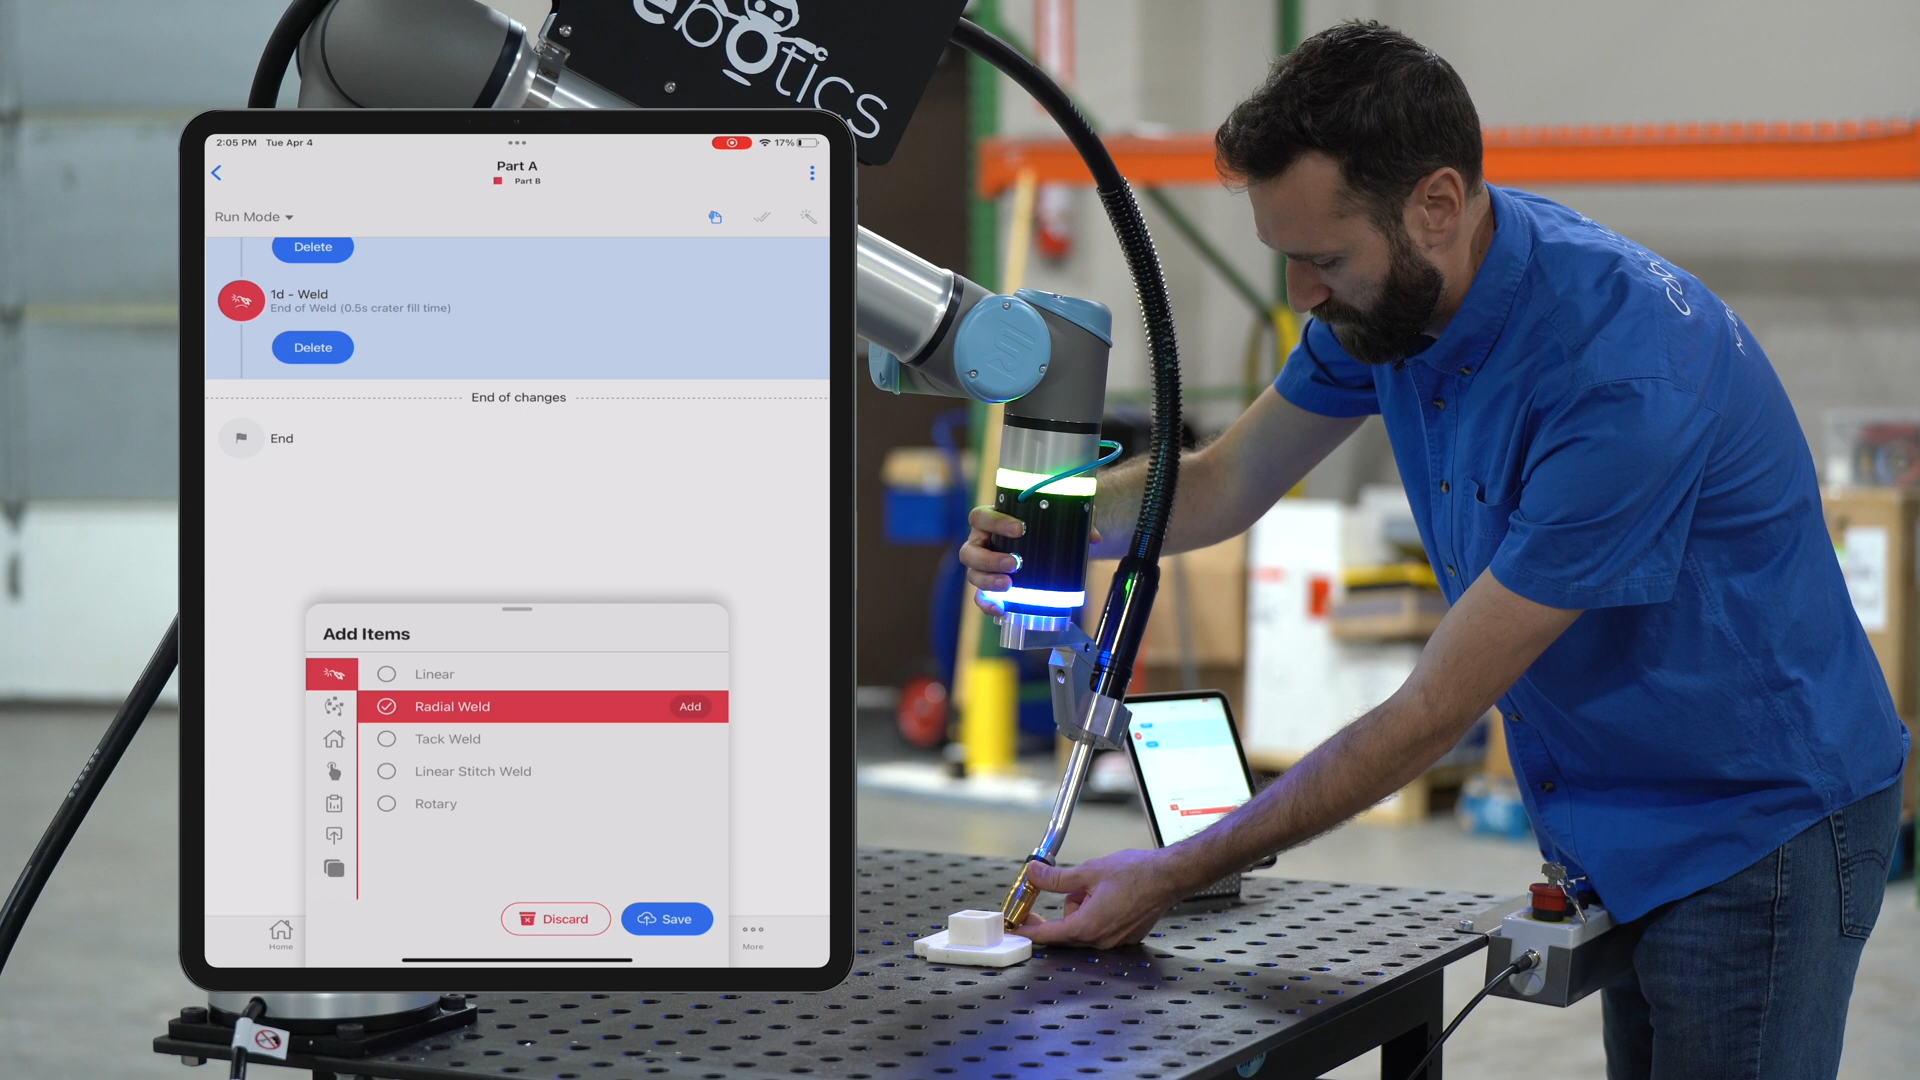 ebotics
2:05 PM Tue Apr 4
17%
Part A
Part B
Run Mode
Delete
1d - Weld
End of Weld (0.5s crater fill time)
Delete
End of changes
End
Add Items
Linear
Radial Weld Add
Tack Weld
Linear Stitch Weld
Rotary
Discard Save
Home
More